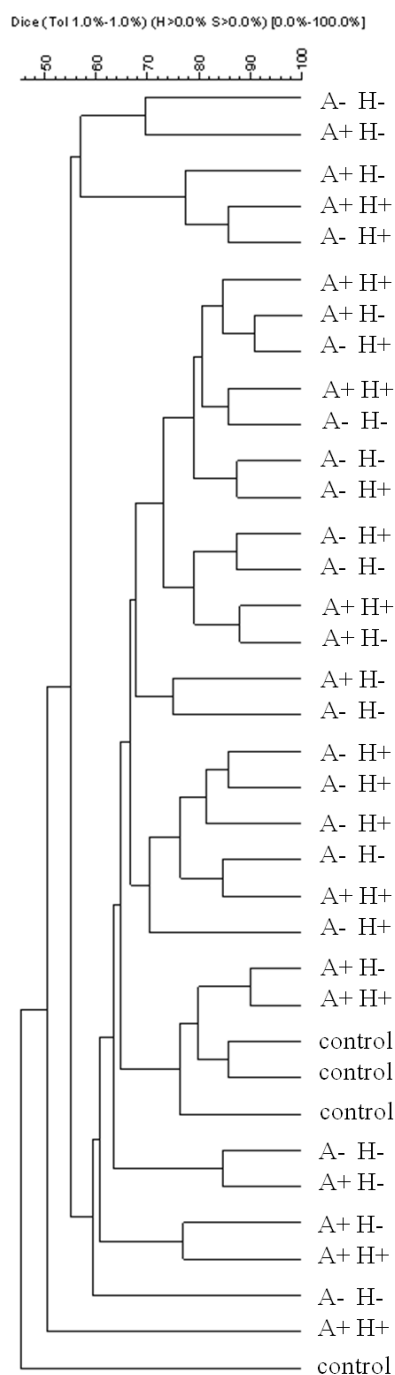 Dice (Tol 1.0%-1.0%) (H>0.0% S>0.0%) [0.0%-100.0%]
50 60 70 80 90 100
A- H-
A+ H-
A+ H-
A+ H+
A- H+
A+ H+
A+ H-
A- H+
A+ H+
A- H-
A- H-
A- H+
A- H+
A- H-
A+ H+
A+ H-
A+ H-
A- H-
A- H+
A- H+
A- H+
A- H-
A+ H+
A- H+
A+ H-
A+ H+
control
control
control
A- H-
A+ H-
A+ H-
A+ H+
A- H-
A+ H+
control